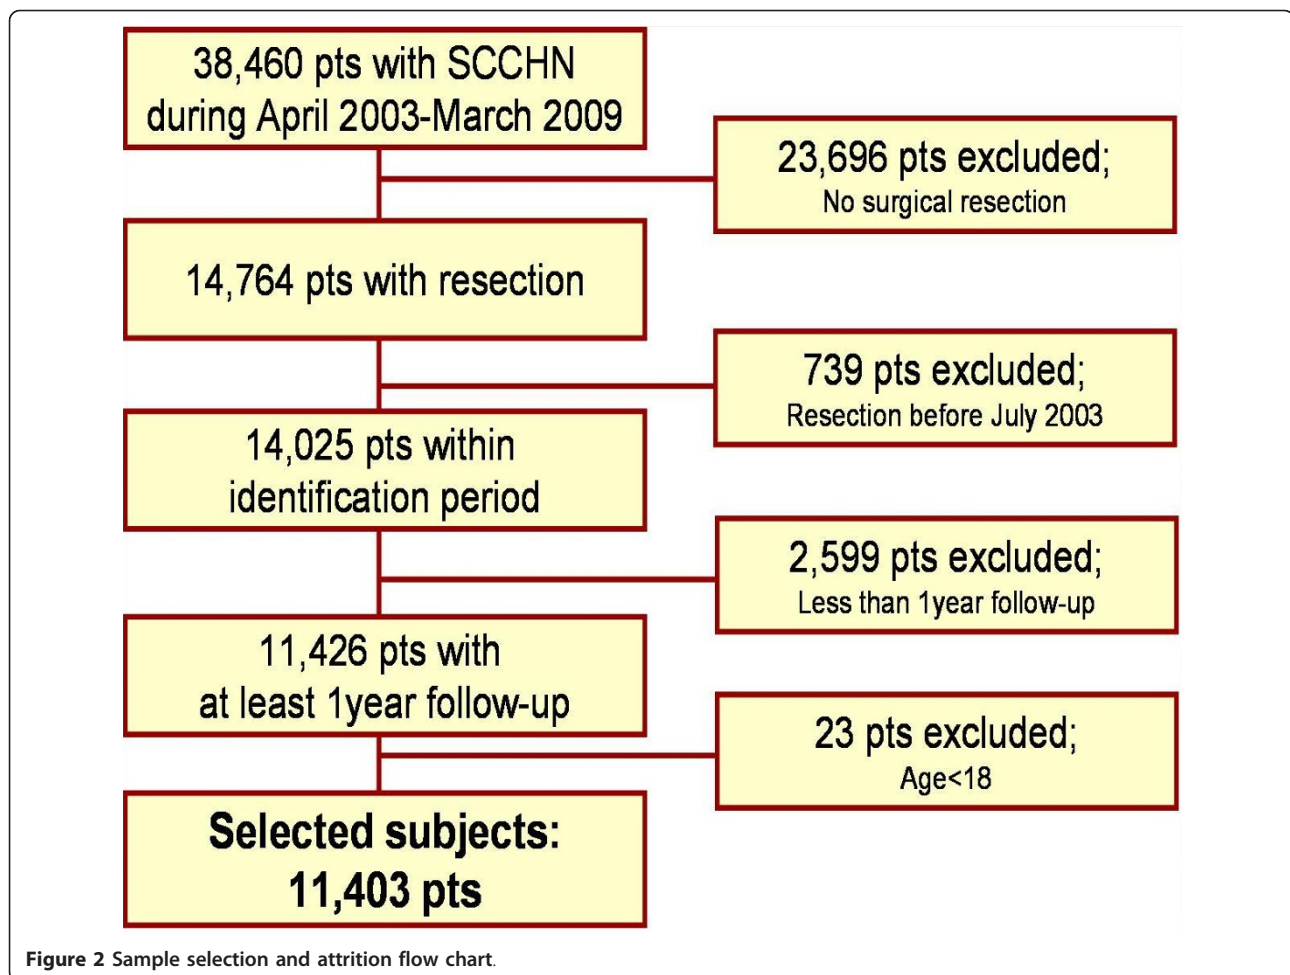 38,460 pts with SCCHN
during April 2003-March 2009
23,696 pts excluded;
No surgical resection
14,764 pts with resection
739 pts excluded;
Resection before July 2003
14,025 pts within
identification period
2,599 pts excluded;
Less than 1year follow-up
11,426 pts with
at least 1year follow-up
23 pts excluded;
Age<18
Selected subjects:
11,403 pts
Figure 2 Sample selection and attrition flow chart.